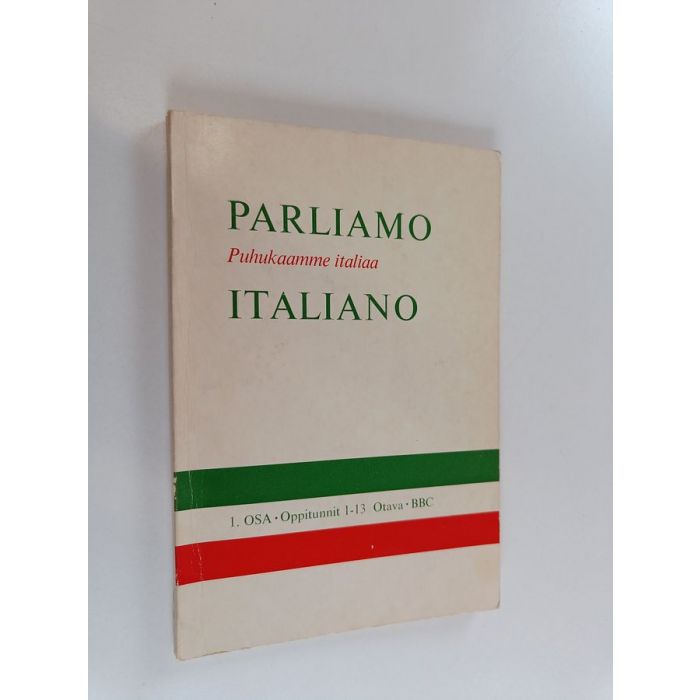 PARLIAMO
Puhukaamme italiaa
ITALIANO
1. OSA · Oppitunnit 1-13 Otava · BBC